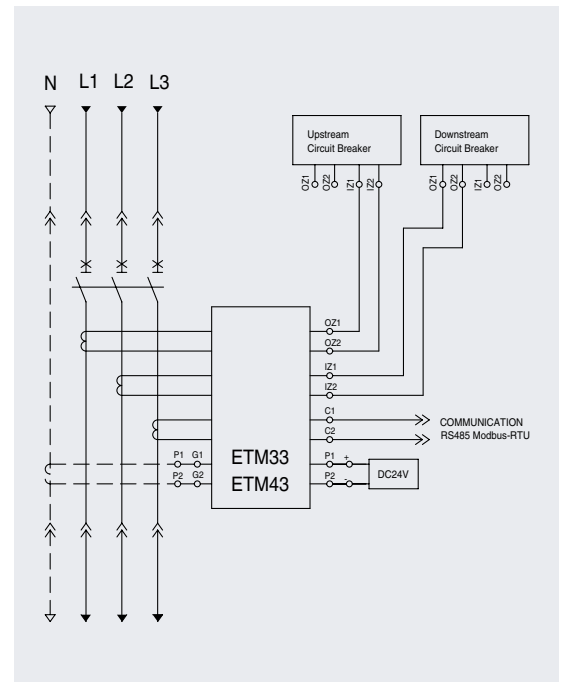 N L1 L2 L3
Upstream
Circuit Breaker
Downstream
Circuit Breaker
OZ1 OZ2 IZ1 IZ2
OZ1 OZ2 IZ1 OZ2
OZ1
OZ2
IZ1
IZ2
C1
C2
COMMUNICATION
RS485 Modbus-RTU
P1 G1
P2 G2
ETM33
ETM43
P1 +
P2 -
DC24V